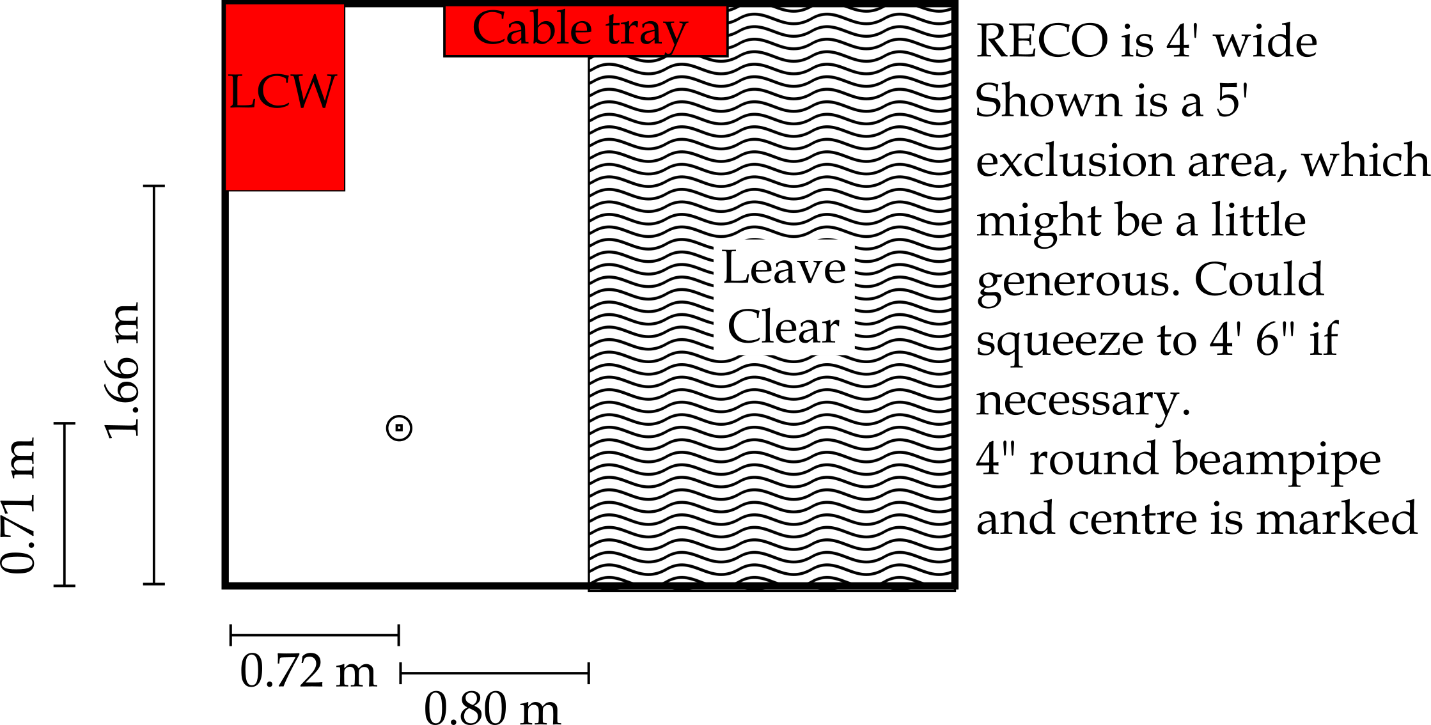 Cable tray
LCW
RECO is 4' wide
Shown is a 5'
exclusion area, which
might be a little
generous. Could
squeeze to 4' 6" if
necessary.
4" round beampipe
and centre is marked
Leave
Clear
1.66 m
0.71 m
0.72 m
0.80 m